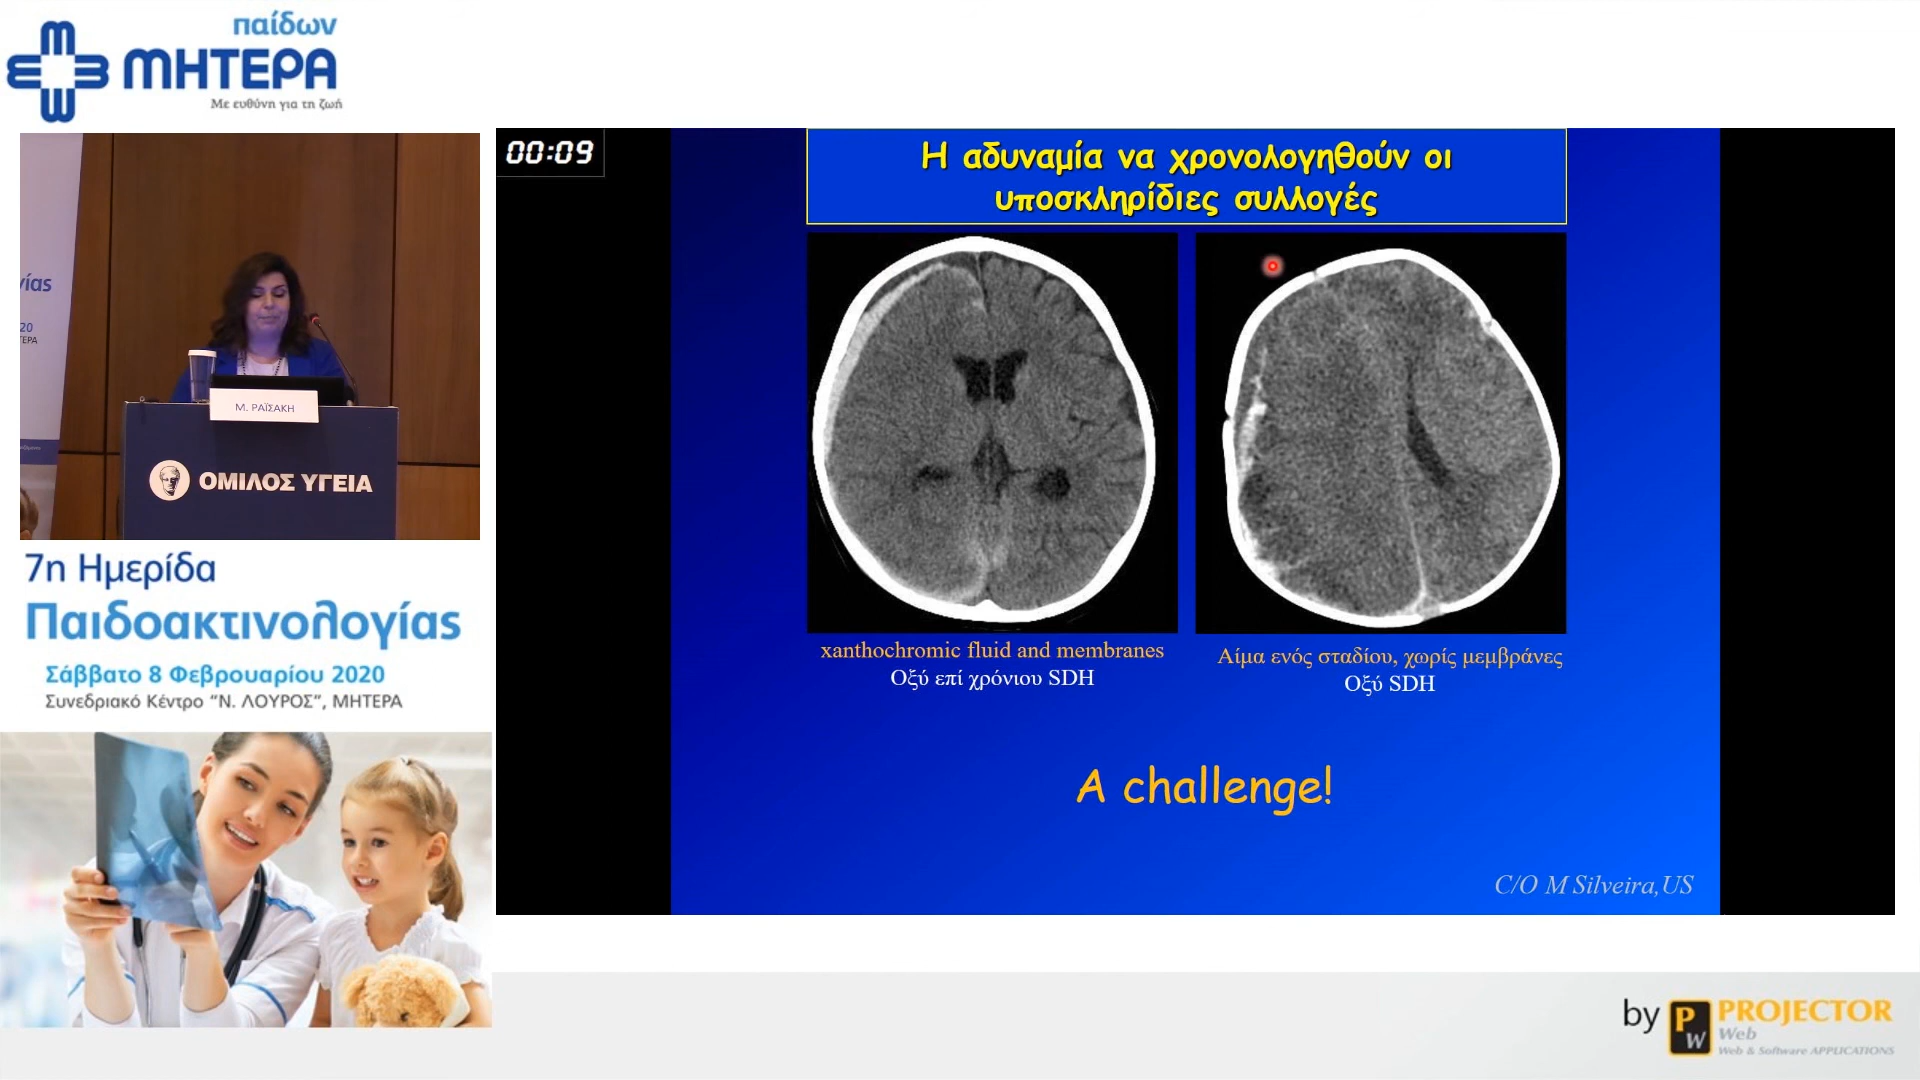 παίδων
ΜΗΤΕΡΑ
Με ευθύνη για τη ζωή
00:09
Η αδυναμία να χρονολογηθούν οι
υποσκληρίδιες συλλογές
xanthochromic fluid and membranes
Οξύ επί χρόνιου SDH
Αίμα ενός σταδίου, χωρίς μεμβράνες
Οξύ SDH
A challenge!
C/O M Silveira,US
Μ. ΡΑΪΣΑΚΗ
ΟΜΙΛΟΣ ΥΓΕΙΑ
7η Ημερίδα
Παιδοακτινολογίας
Σάββατο 8 Φεβρουαρίου 2020
Συνεδριακό Κέντρο "Ν. ΛΟΥΡΟΣ", ΜΗΤΕΡΑ
by PW PROJECTOR
Web
Web & Software APPLICATIONS